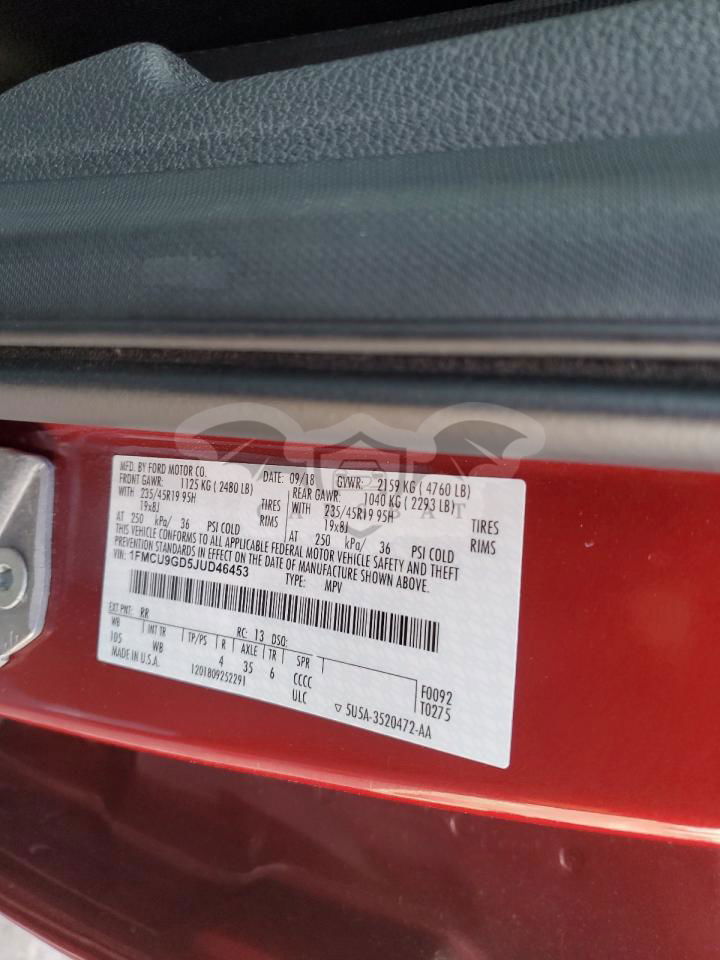 MFD. BY FORD MOTOR CO.
DATE: 09/18 GVWR: 2159 KG ( 4760 LB)
FRONT GAWR: 1125 KG ( 2480 LB) REAR GAWR: 1040 KG ( 2293 LB)
WITH 235/45R19 95H TIRES WITH 235/45R19 95H TIRES
19x8J RIMS 19x8J RIMS
AT 250 kPa/ 36 PSI COLD AT 250 kPa/ 36 PSI COLD
THIS VEHICLE CONFORMS TO ALL APPLICABLE FEDERAL MOTOR VEHICLE SAFETY AND THEFT
PREVENTION STANDARDS IN EFFECT ON THE DATE OF MANUFACTURE SHOWN ABOVE.
VIN: 1FMCU9GD5JUD46453
TYPE: MPV
EXT PNT: RR RC: 13 DSO:
WB INT TR TP/PS R AXLE TR SPR
105 WB 4 35 6 CCCC
MADE IN U.S.A. 1201809252291 ULC
F0092
T0275
▽ 5U5A-3520472-AA